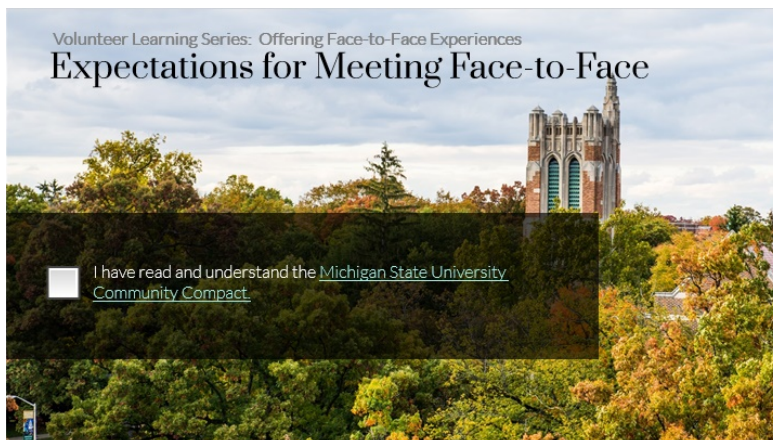 Volunteer Learning Series: Offering Face-to-Face Experiences
Expectations for Meeting Face-to-Face
I have read and understand the Michigan State University
Community Compact.